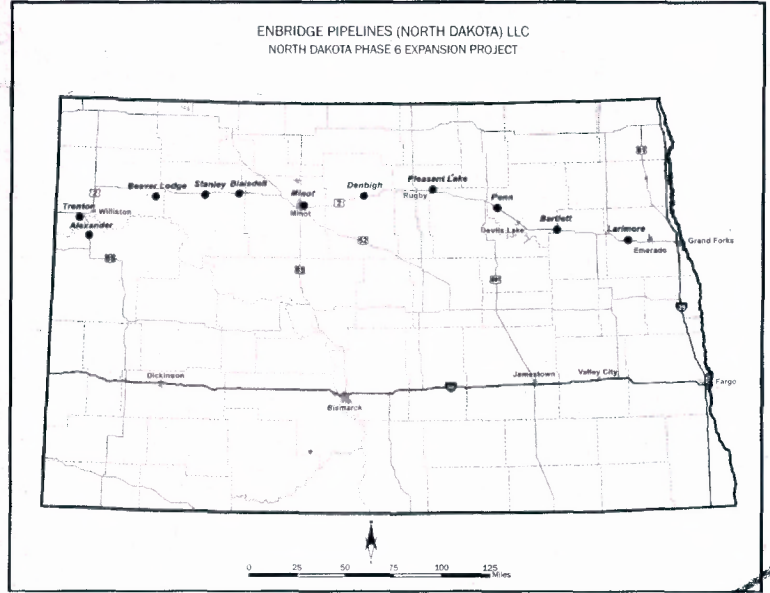 ENBRIDGE PIPELINES (NORTH DAKOTA) LLC
NORTH DAKOTA PHASE 6 EXPANSION PROJECT
Pleasant Lake
Beaver Lodge
Stanley
Blaisdell
Minot
Denbigh
Rugby
Penn
Trenton
Williston
Minot
Alexander
Devils Lake
Bartlett
Larimore
Emerado
Grand Forks
Dickinson
Bismarck
Jamestown
Valley City
Fargo
0 25 50 75 100 125
Miles